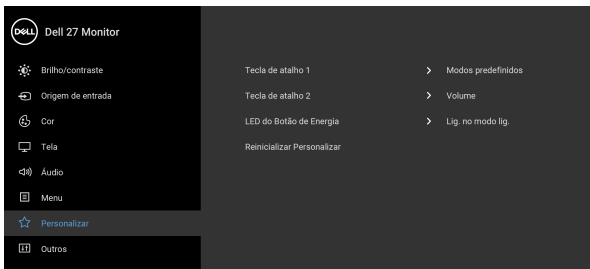 DELL Dell 27 Monitor
Brilho/contraste
Origem de entrada
Cor
Tela
Áudio
Menu
Personalizar
Outros
Tecla de atalho 1 Modos predefinidos
Tecla de atalho 2 Volume
LED do Botão de Energia Lig. no modo lig.
Reinicializar Personalizar